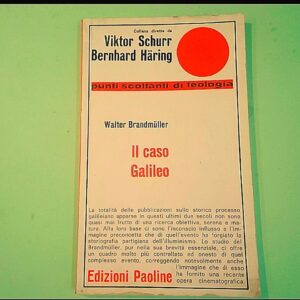 Collana diretta da
Viktor Schurr
Bernhard Häring
punti scottanti di teologia
Walter Brandmüller
Il caso
Galileo
La totalità delle pubblicazioni sullo storico processo
galileiano apparse in questi ultimi due secoli non sono
quasi mai frutto di una ricerca obiettiva, serena e ma-
tura. Alla loro base ci sono l'inconscio influsso e l'im-
magine preconcetta che di quell'evento ha forgiato la
storiografia partigiana dell'illuminismo. Lo studio del
Brandmüller, pur nella sua brevità essenziale, ci offre
un quadro molto più controllato ed onesto di quel
complesso evento, correggendo notevolmente anche
l'immagine che di esso
ha fornito una recente
opera cinematografica.
Edizioni Paoline